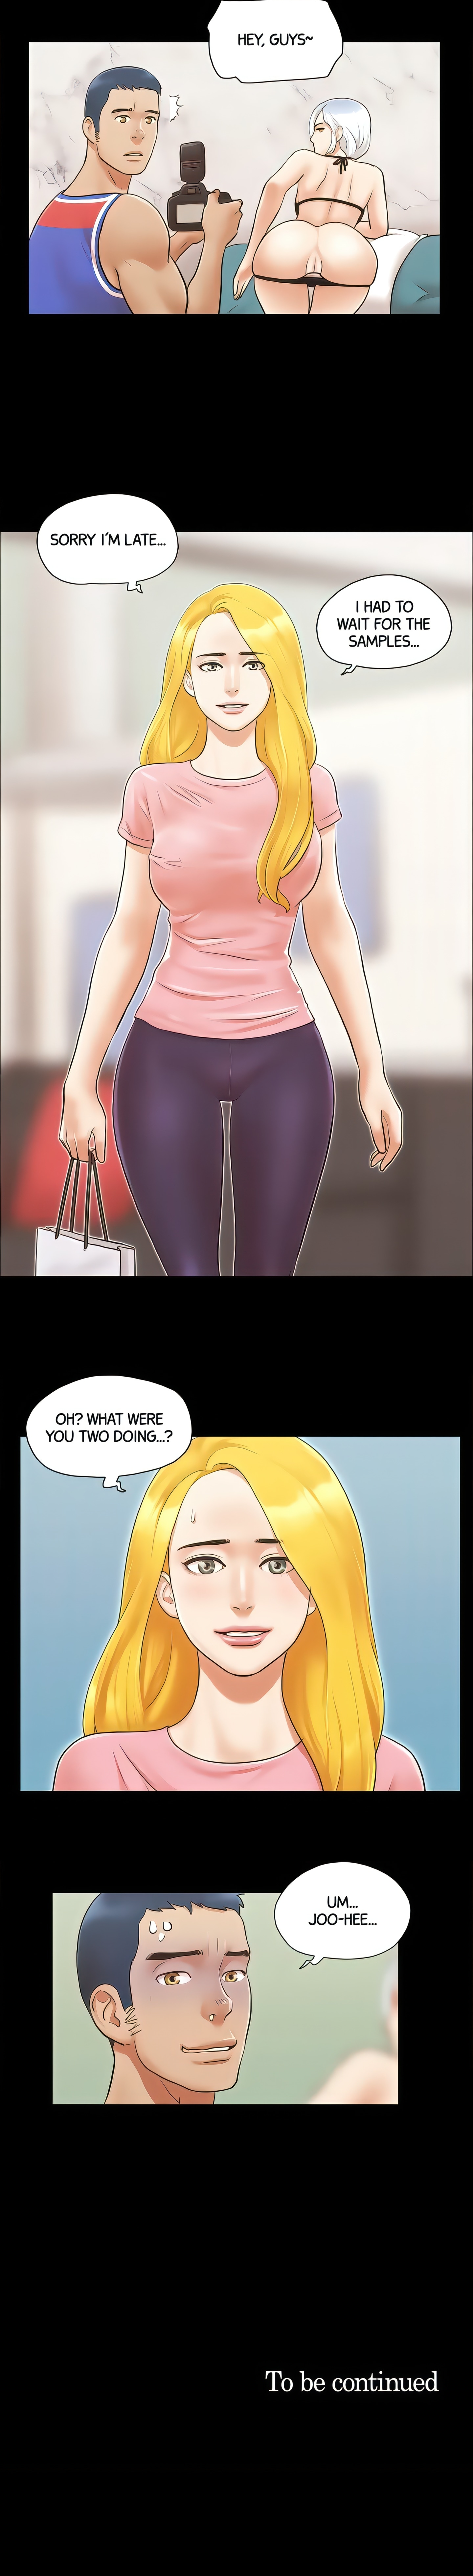 HEY, GUYS~
SORRY I'M LATE...
I HAD TO
WAIT FOR THE
SAMPLES...
OH? WHAT WERE
YOU TWO DOING...?
UM...
JOO-HEE...
To be continued